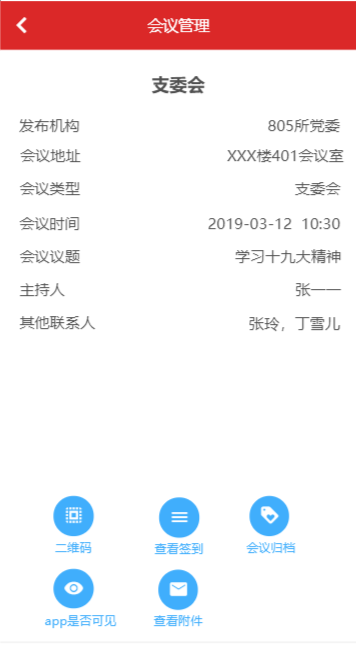 会议管理
支委会
发布机构 805所党委
会议地址 XXX楼401会议室
会议类型 支委会
会议时间 2019-03-12 10:30
会议议题 学习十九大精神
主持人 张一一
其他联系人 张玲，丁雪儿
二维码 查看签到 会议归档
app是否可见 查看附件